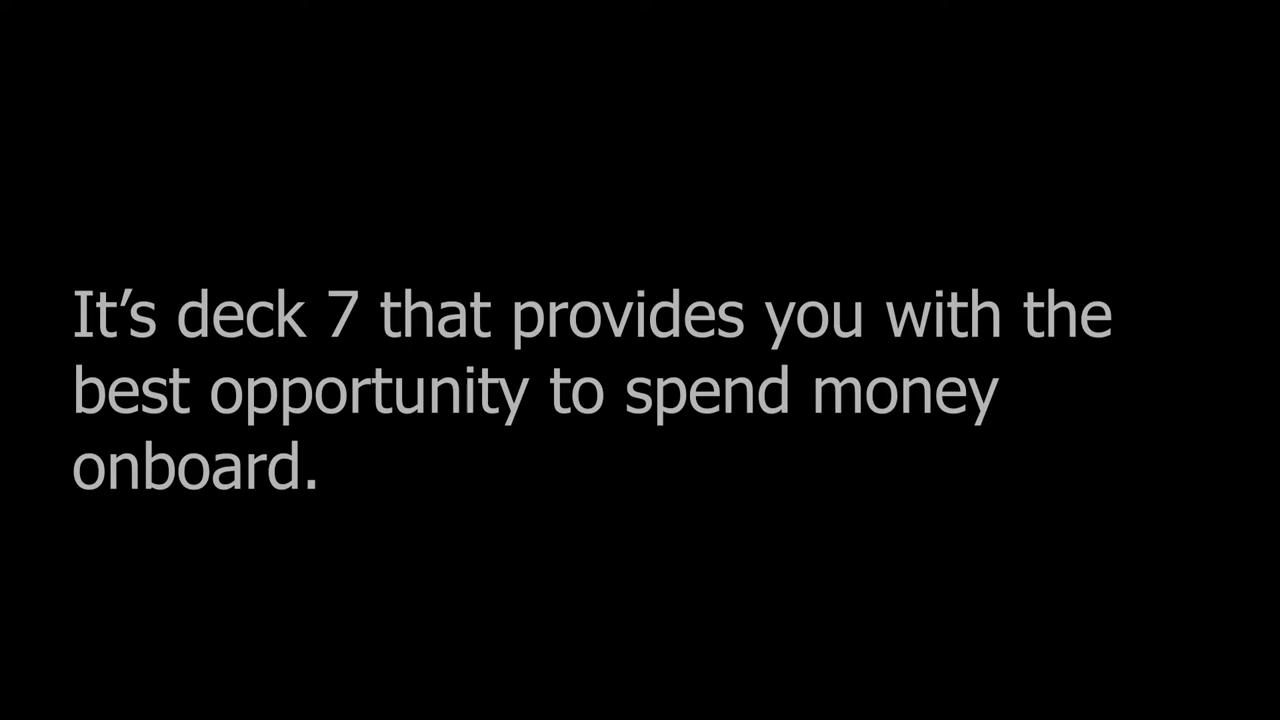 It’s deck 7 that provides you with the
best opportunity to spend money
onboard.